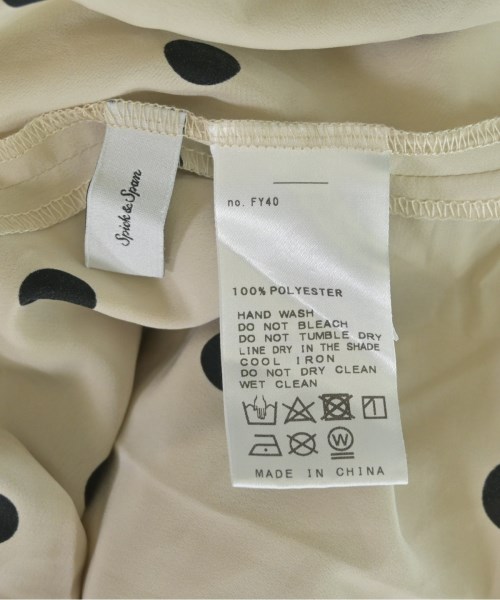 Spick & Span
no. FY40
100% POLYESTER
HAND WASH
DO NOT BLEACH
DO NOT TUMBLE DRY
LINE DRY IN THE SHADE
COOL IRON
DO NOT DRY CLEAN
WET CLEAN
W
MADE IN CHINA